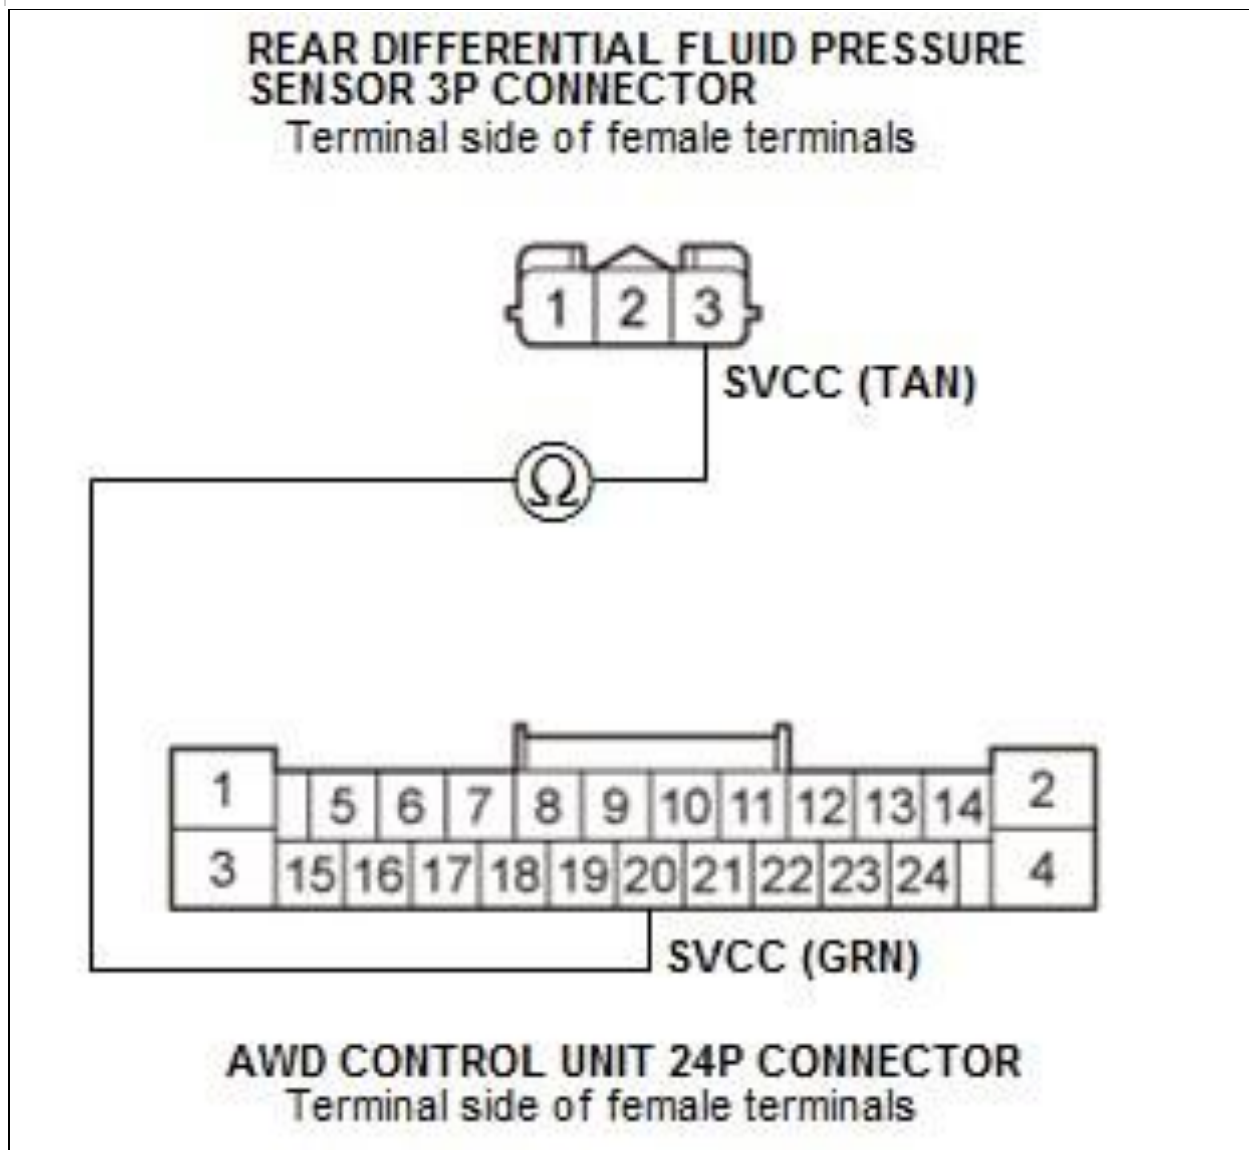 REAR DIFFERENTIAL FLUID PRESSURE
SENSOR 3P CONNECTOR
Terminal side of female terminals
1 2 3
SVCC (TAN)
Ω
1 5 6 7 8 9 10 11 12 13 14 2
3 15 16 17 18 19 20 21 22 23 24 4
SVCC (GRN)
AWD CONTROL UNIT 24P CONNECTOR
Terminal side of female terminals